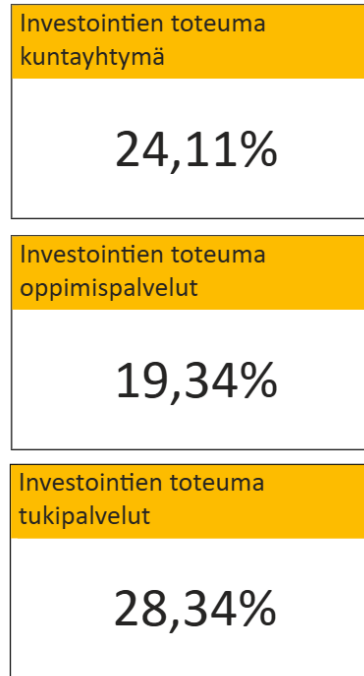 Investointien toteuma
kuntayhtymä
24,11%
Investointien toteuma
oppimispalvelut
19,34%
Investointien toteuma
tukipalvelut
28,34%